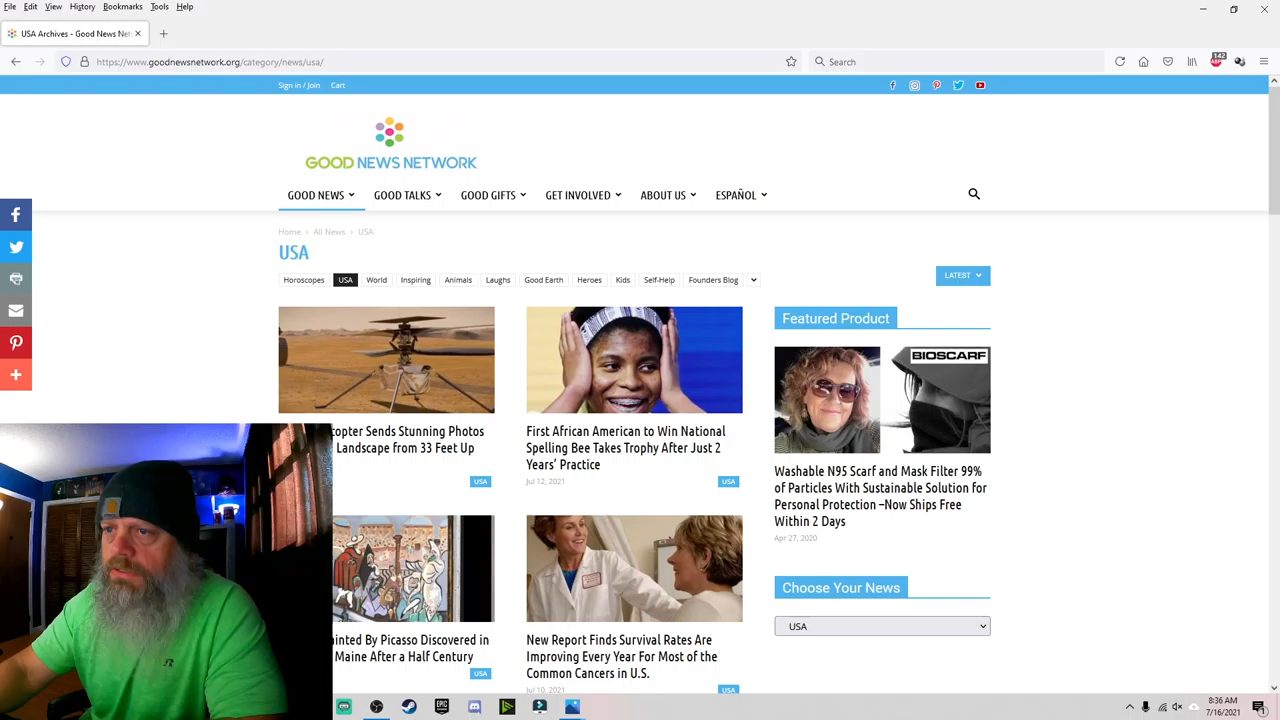 File Edit View History Bookmarks Tools Help
USA Archives - Good News Net
https://www.goodnewsnetwork.org/category/news/usa/
Search
142
ABP
Sign in / Join Cart
GOOD NEWS NETWORK
GOOD NEWS GOOD TALKS GOOD GIFTS GET INVOLVED ABOUT US ESPAÑOL
Home › All News › USA
USA
Horoscopes USA World Inspiring Animals Laughs Good Earth Heroes Kids Self-Help Founders Blog
LATEST
copter Sends Stunning Photos
Landscape from 33 Feet Up
USA
First African American to Win National
Spelling Bee Takes Trophy After Just 2
Years’ Practice
Jul 12, 2021
USA
Featured Product
BIOSCARF
Washable N95 Scarf and Mask Filter 99%
of Particles With Sustainable Solution for
Personal Protection –Now Ships Free
Within 2 Days
Apr 27, 2020
ainted By Picasso Discovered in
Maine After a Half Century
USA
New Report Finds Survival Rates Are
Improving Every Year For Most of the
Common Cancers in U.S.
Jul 10, 2021
USA
Choose Your News
USA
EPIC
8:36 AM
7/16/2021